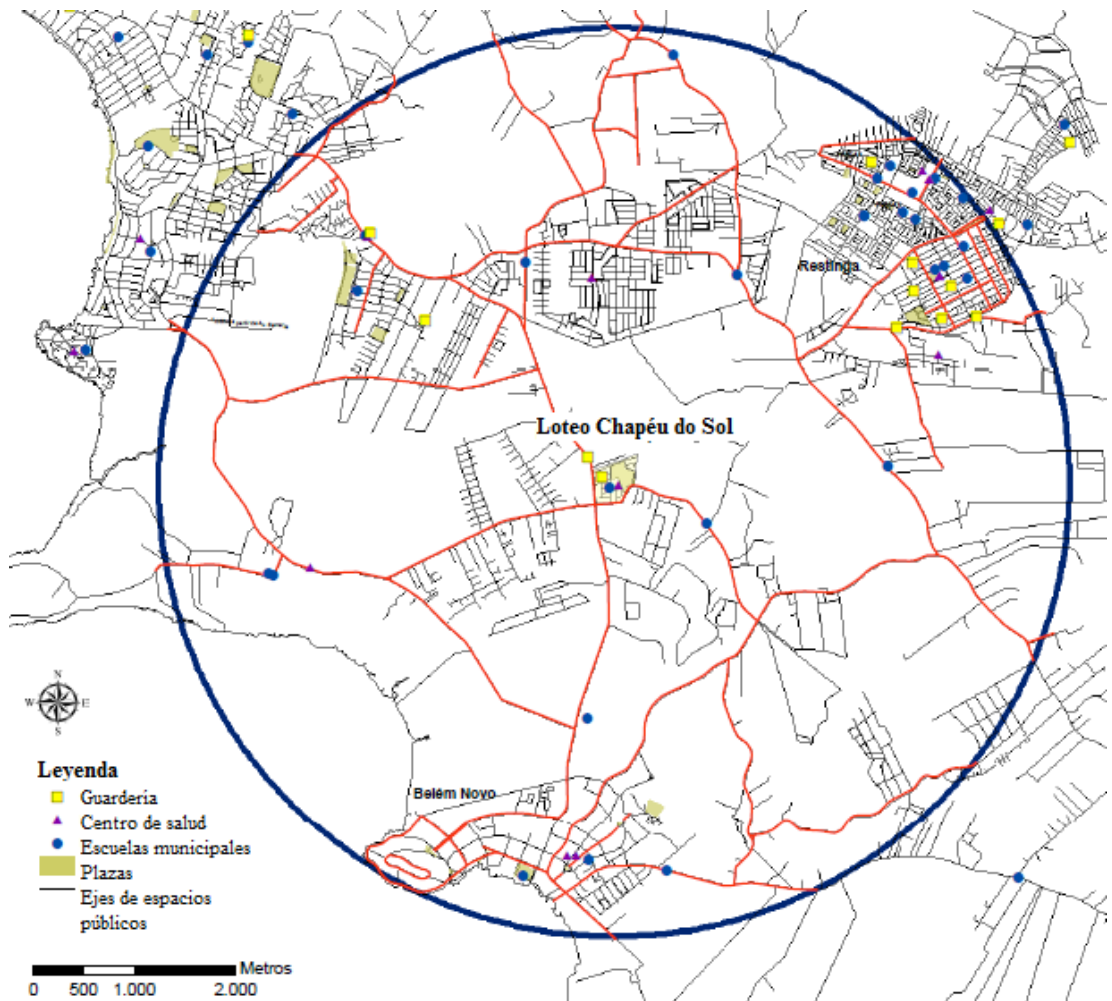 Restinga
Loteo Chapéu do Sol
N
W
E
S
Belém Novo
Leyenda
Guardería
Centro de salud
Escuelas municipales
Plazas
Ejes de espacios
públicos
Metros
0 500 1.000 2.000